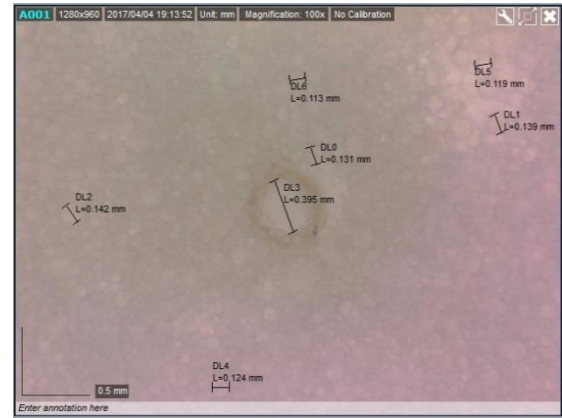 A001 1280x960 2017/04/04 19:13:52 Unit: mm Magnification: 100x No Calibration
DL5
L=0.119 mm
DL6
L=0.113 mm
DL1
L=0.139 mm
DL0
L=0.131 mm
DL3
L=0.395 mm
DL2
L=0.142 mm
DL4
L=0.124 mm
0.5 mm
Enter annotation here